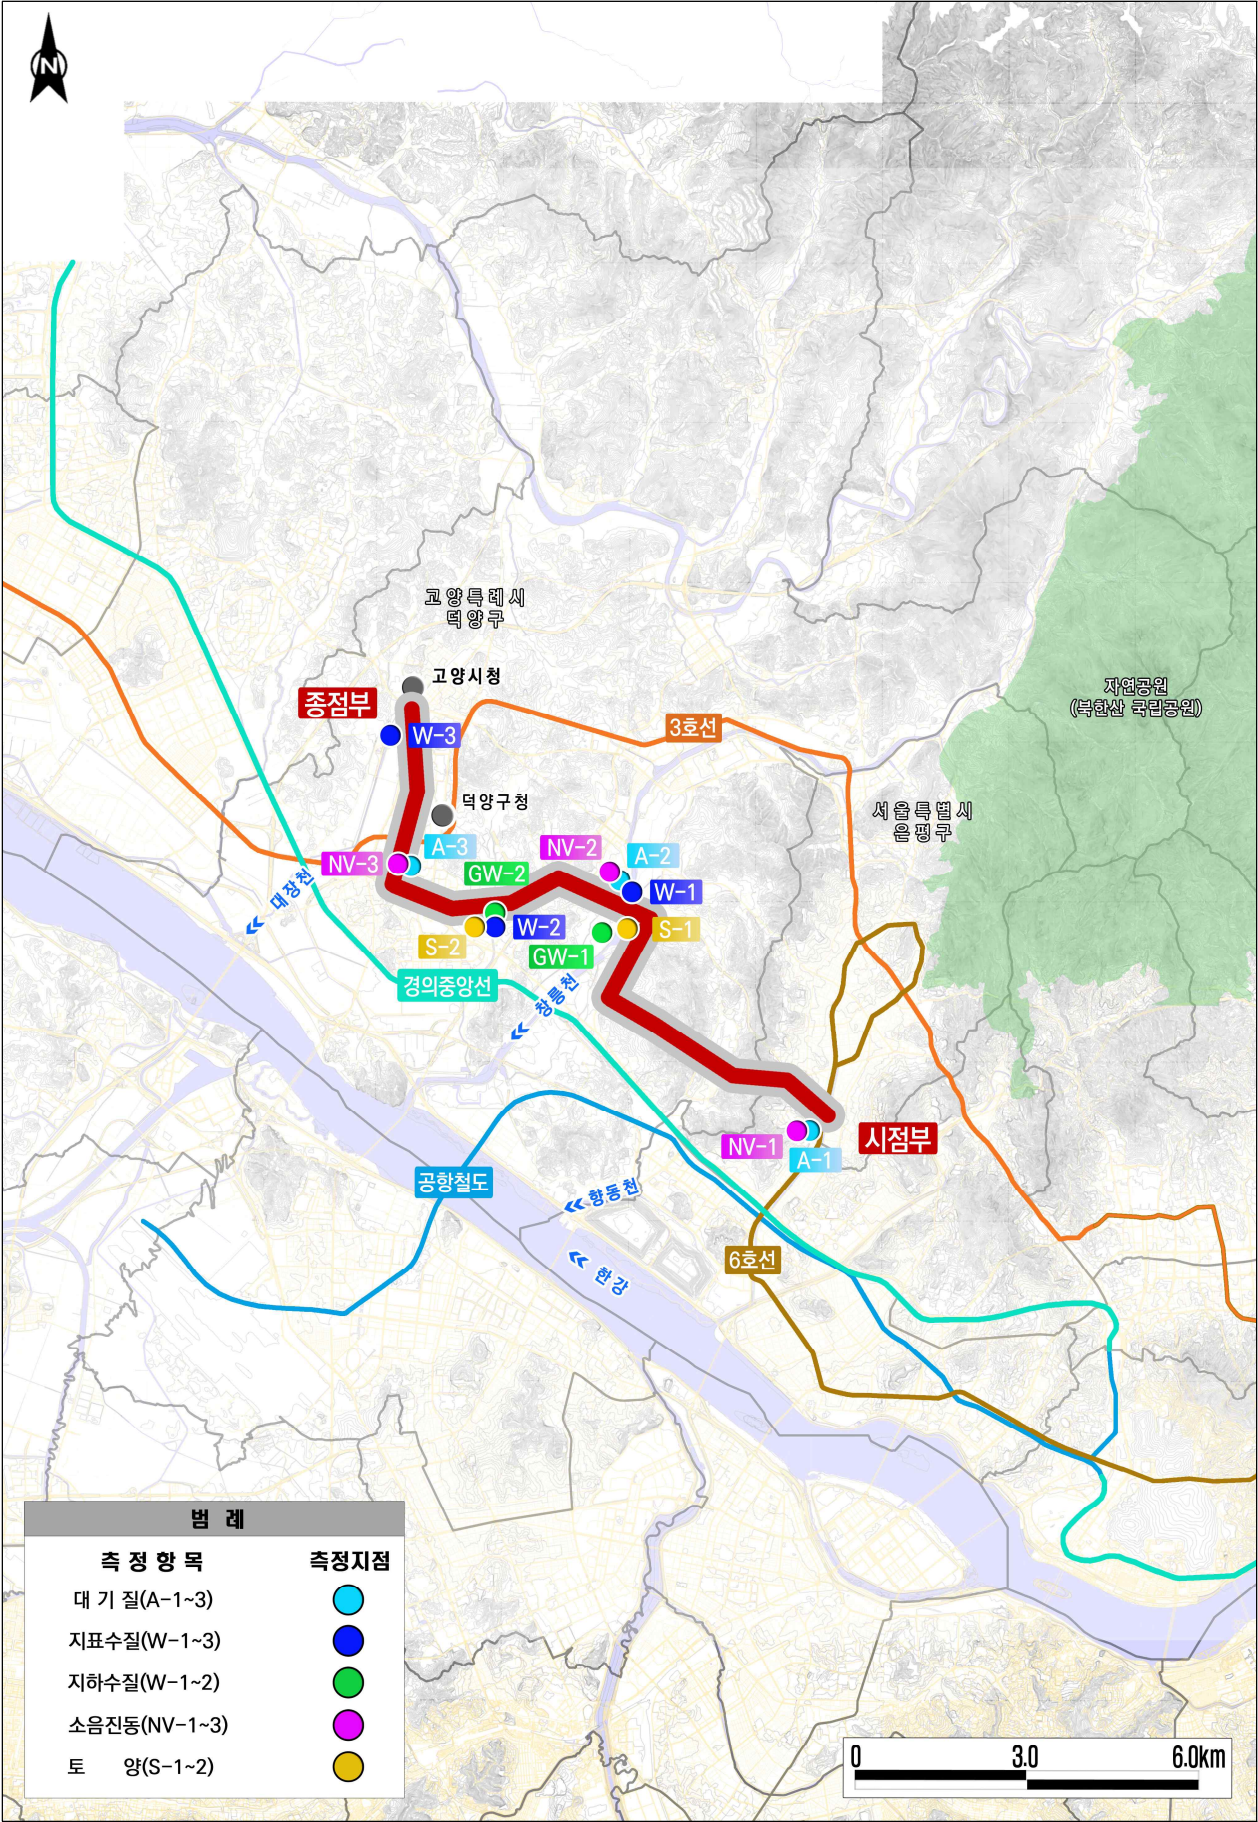 N
고양특례시
덕양구
고양시청
종점부
자연공원
(북한산 국립공원)
3호선
W-3
덕양구청
서울특별시
은평구
A-3
NV-2
A-2
NV-3
GW-2
W-1
대장천
W-2
S-1
S-2
GW-1
경의중앙선
창릉천
시점부
NV-1
A-1
공항철도
향동천
6호선
한강
범 례
측정항목 측정지점
대 기 질(A-1~3)
지표수질(W-1~3)
지하수질(W-1~2)
소음진동(NV-1~3)
토 양(S-1~2)
0 3.0 6.0km